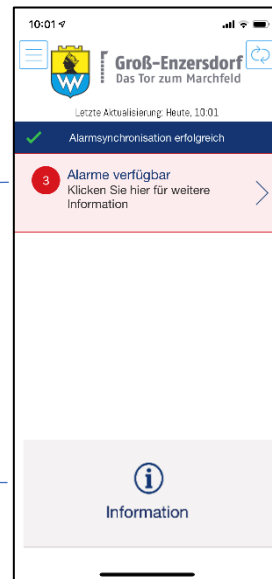 10:01
Groß-Enzersdorf
Das Tor zum Marchfeld
Letzte Aktualisierung: Heute, 10:01
Alarmsynchronisation erfolgreich
3
Alarme verfügbar
Klicken Sie hier für weitere
Information
Information